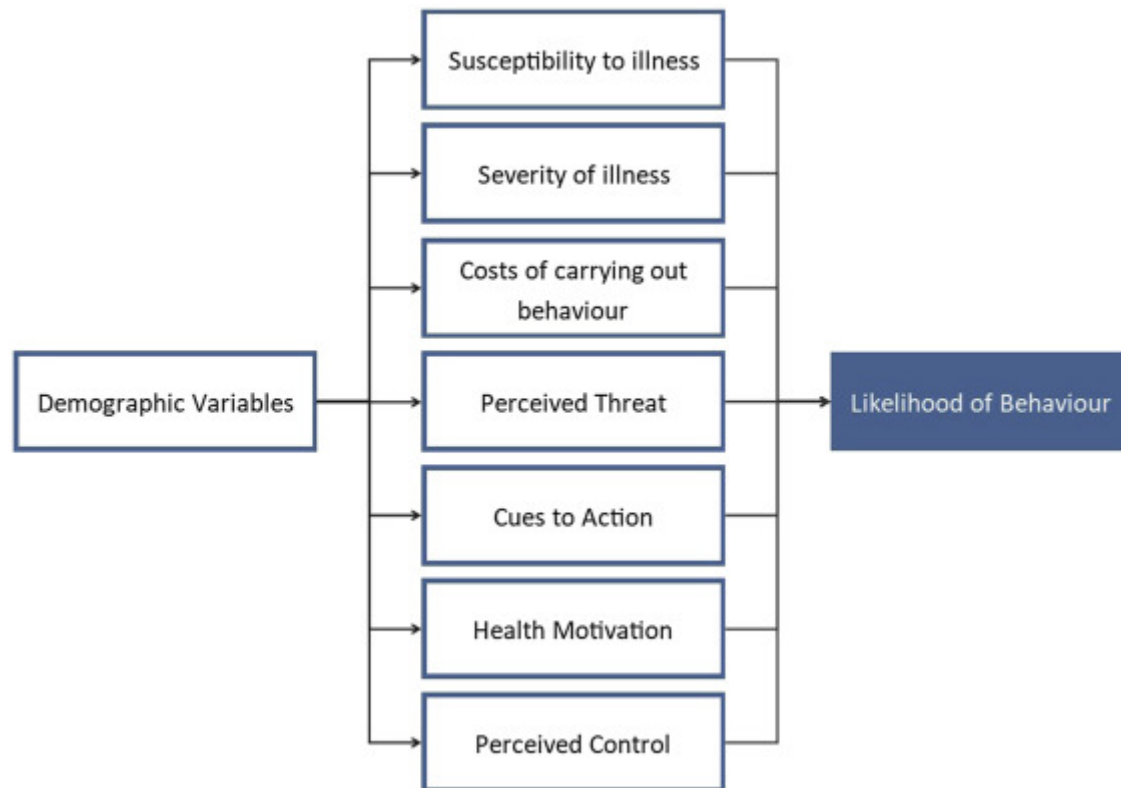 Susceptibility to illness
Severity of illness
Costs of carrying out
behaviour
Demographic Variables
Perceived Threat
Likelihood of Behaviour
Cues to Action
Health Motivation
Perceived Control